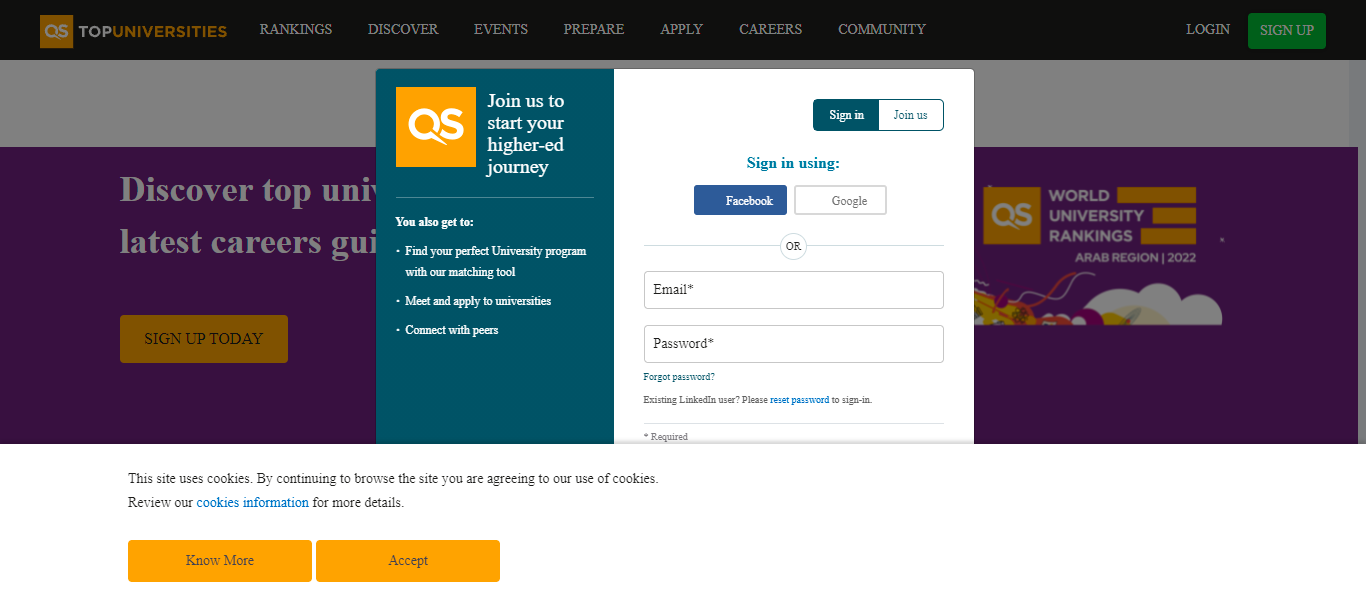 QS TOPUNIVERSITIES
RANKINGS
DISCOVER
EVENTS
PREPARE
APPLY
CAREERS
COMMUNITY
LOGIN
SIGN UP
Discover top
latest careers
SIGN UP TODAY
QS
Join us to
start your
higher-ed
journey
You also get to:
· Find your perfect University program
with our matching tool
· Meet and apply to universities
· Connect with peers
Sign in
Join us
Sign in using:
Facebook
Google
OR
Email*
Password*
Forgot password?
Existing LinkedIn user? Please reset password to sign-in.
* Required
QS
WORLD
UNIVERSITY
RANKINGS
ARAB REGION | 2022
This site uses cookies. By continuing to browse the site you are agreeing to our use of cookies.
Review our cookies information for more details.
Know More
Accept